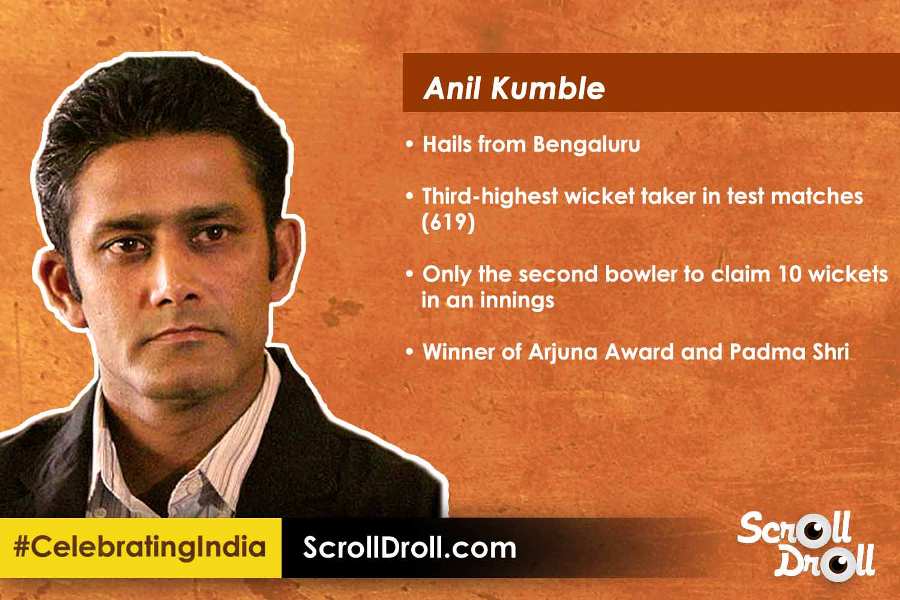 Anil Kumble
• Hails from Bengaluru
• Third-highest wicket taker in test matches
(619)
• Only the second bowler to claim 10 wickets
in an innings
• Winner of Arjuna Award and Padma Shri
#CelebratingIndia
ScrollDroll.com
Scroll
Droll